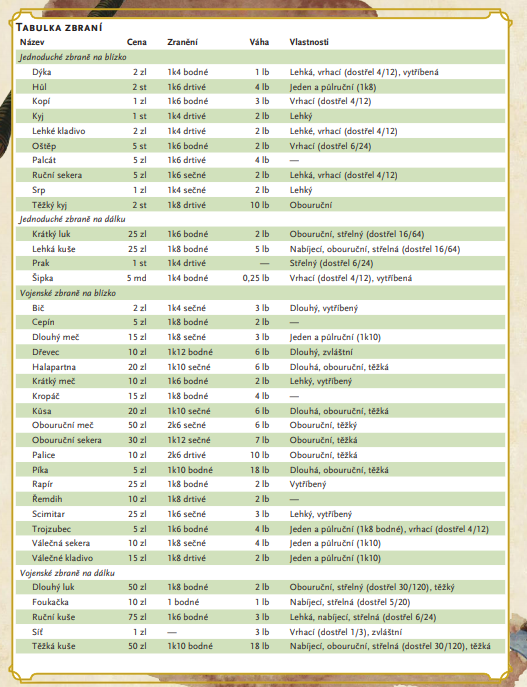 Tabulka zbraní
Název Cena Zranění Váha Vlastnosti
Jednoduché zbraně na blízko
Dýka 2 zl 1k4 bodné 1 lb Lehká, vrhací (dostřel 4/12), vytříbená
Hůl 2 st 1k6 drtivé 4 lb Jeden a půlruční (1k8)
Kopí 1 zl 1k6 bodné 3 lb Vrhací (dostřel 4/12)
Kyj 1 st 1k4 drtivé 2 lb Lehký
Lehké kladivo 2 zl 1k4 drtivé 2 lb Lehké, vrhací (dostřel 4/12)
Oštěp 5 st 1k6 bodné 2 lb Vrhací (dostřel 6/24)
Palcát 5 zl 1k6 drtivé 4 lb —
Ruční sekera 5 zl 1k6 sečné 2 lb Lehká, vrhací (dostřel 4/12)
Srp 1 zl 1k4 sečné 2 lb Lehký
Těžký kyj 2 st 1k8 drtivé 10 lb Obouruční
Jednoduché zbraně na dálku
Krátký luk 25 zl 1k6 bodné 2 lb Obouruční, střelný (dostřel 16/64)
Lehká kuše 25 zl 1k8 bodné 5 lb Nabíjecí, obouruční, střelná (dostřel 16/64)
Prak 1 st 1k4 drtivé — Střelný (dostřel 6/24)
Šipka 5 md 1k4 bodné 0,25 lb Vrhací (dostřel 4/12), vytříbená
Vojenské zbraně na blízko
Bič 2 zl 1k4 sečné 3 lb Dlouhý, vytříbený
Cepín 5 zl 1k8 bodné 2 lb —
Dlouhý meč 15 zl 1k8 sečné 3 lb Jeden a půlruční (1k10)
Dřevec 10 zl 1k12 bodné 6 lb Dlouhý, zvláštní
Halapartna 20 zl 1k10 sečné 6 lb Dlouhá, obouruční, těžká
Krátký meč 10 zl 1k6 bodné 2 lb Lehký, vytříbený
Kropáč 15 zl 1k8 bodné 4 lb —
Kůsa 20 zl 1k10 sečné 6 lb Dlouhá, obouruční, těžká
Obouruční meč 50 zl 2k6 sečné 6 lb Obouruční, těžký
Obouruční sekera 30 zl 1k12 sečné 7 lb Obouruční, těžká
Palice 10 zl 2k6 drtivé 10 lb Obouruční, těžká
Píka 5 zl 1k10 bodné 18 lb Dlouhá, obouruční, těžká
Rapír 25 zl 1k8 bodné 2 lb Vytříbený
Řemdih 10 zl 1k8 drtivé 2 lb —
Scimitar 25 zl 1k6 sečné 3 lb Lehký, vytříbený
Trojzubec 5 zl 1k6 bodné 4 lb Jeden a půlruční (1k8 bodné), vrhací (dostřel 4/12)
Válečná sekera 10 zl 1k8 sečné 4 lb Jeden a půlruční (1k10)
Válečné kladivo 15 zl 1k8 drtivé 2 lb Jeden a půlruční (1k10)
Vojenské zbraně na dálku
Dlouhý luk 50 zl 1k8 bodné 2 lb Obouruční, střelný (dostřel 30/120), těžký
Foukačka 10 zl 1 bodné 1 lb Nabíjecí, střelná (dostřel 5/20)
Ruční kuše 75 zl 1k6 bodné 3 lb Lehká, nabíjecí, střelná (dostřel 6/24)
Síť 1 zl — 3 lb Vrhací (dostřel 1/3), zvláštní
Těžká kuše 50 zl 1k10 bodné 18 lb Nabíjecí, obouruční, střelná (dostřel 30/120), těžká